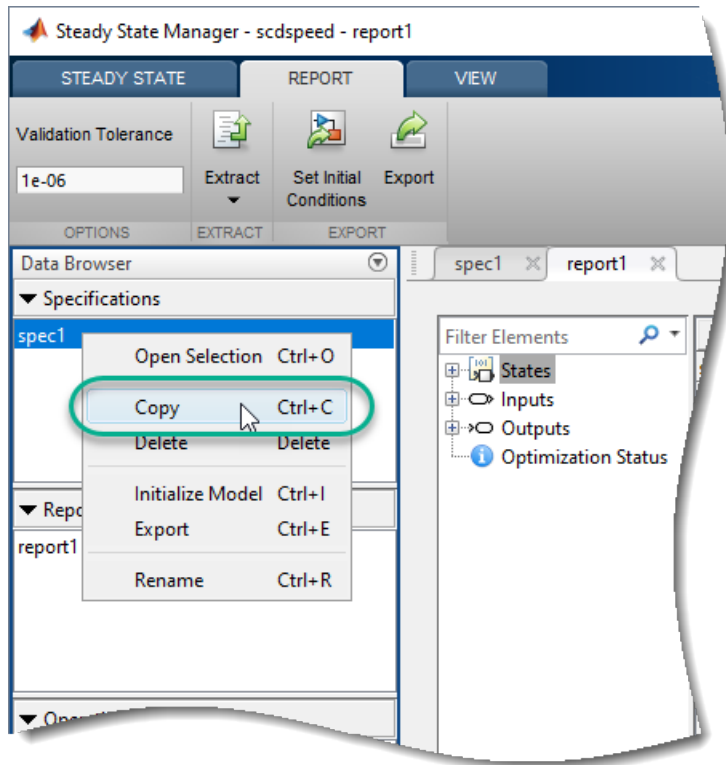 Steady State Manager - scdspeed - report1
STEADY STATE REPORT VIEW
Validation Tolerance
1e-06
Extract
Set Initial Conditions
Export
OPTIONS EXTRACT EXPORT
Data Browser
spec1 report1
Specifications
spec1
Open Selection Ctrl+O
Copy Ctrl+C
Delete Delete
Initialize Model Ctrl+I
Export Ctrl+E
Rename Ctrl+R
report1
Filter Elements
States
Inputs
Outputs
Optimization Status